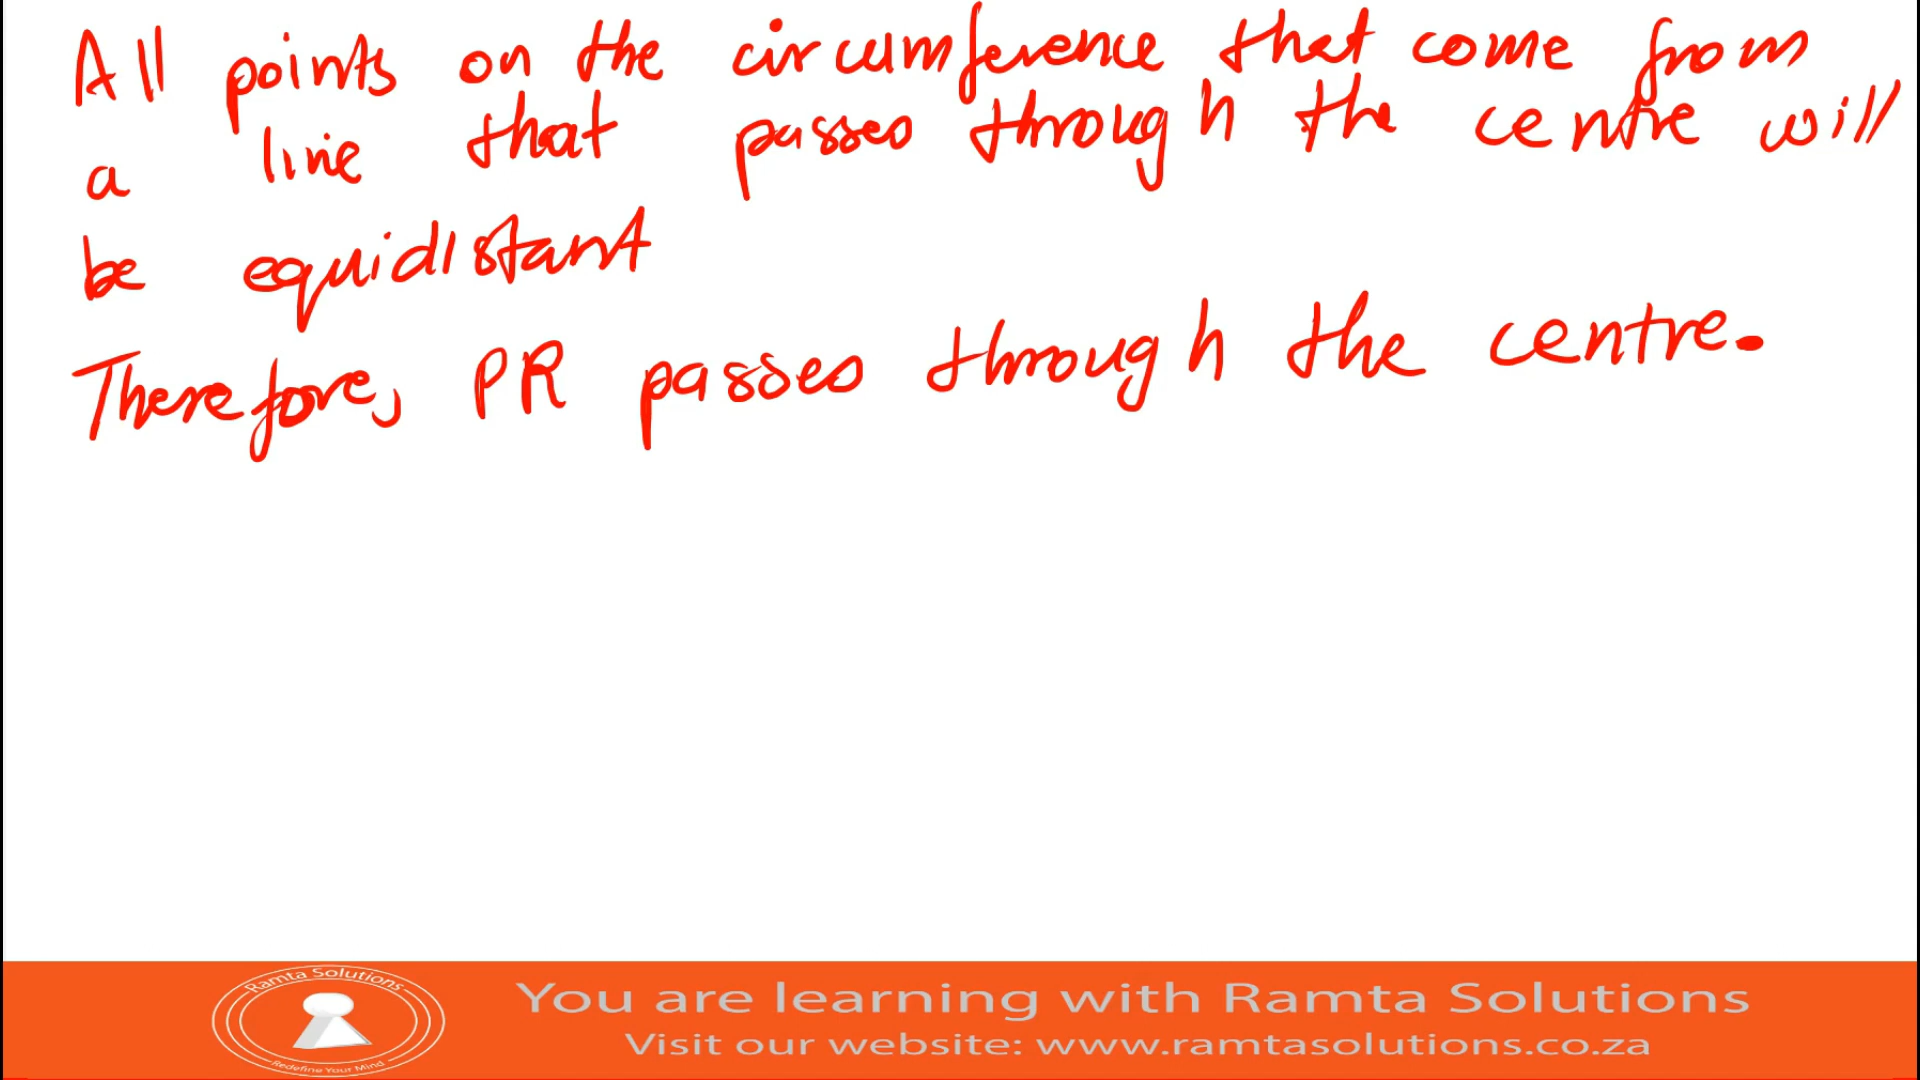 All points on the circumference that come from
a line that passes through the centre will
be equidistant
Therefore, PR passes through the centre.
Ramta Solutions
Redefine Your Mind
You are learning with Ramta Solutions
Visit our website: www.ramtasolutions.co.za